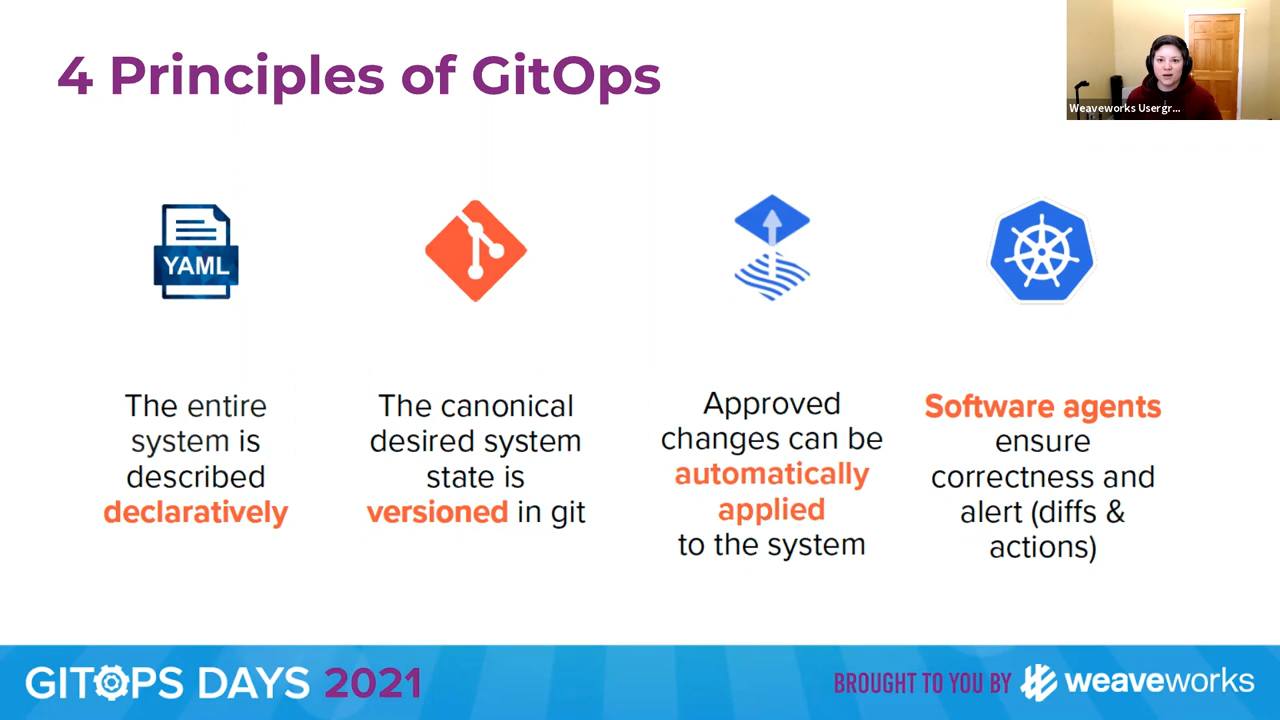 4 Principles of GitOps
Weaveworks Usergr...
YAML
The entire
system is
described
declaratively
The canonical
desired system
state is
versioned in git
Approved
changes can be
automatically
applied
to the system
Software agents
ensure
correctness and
alert (diffs &
actions)
GITOPS DAYS 2021
BROUGHT TO YOU BY weaveworks